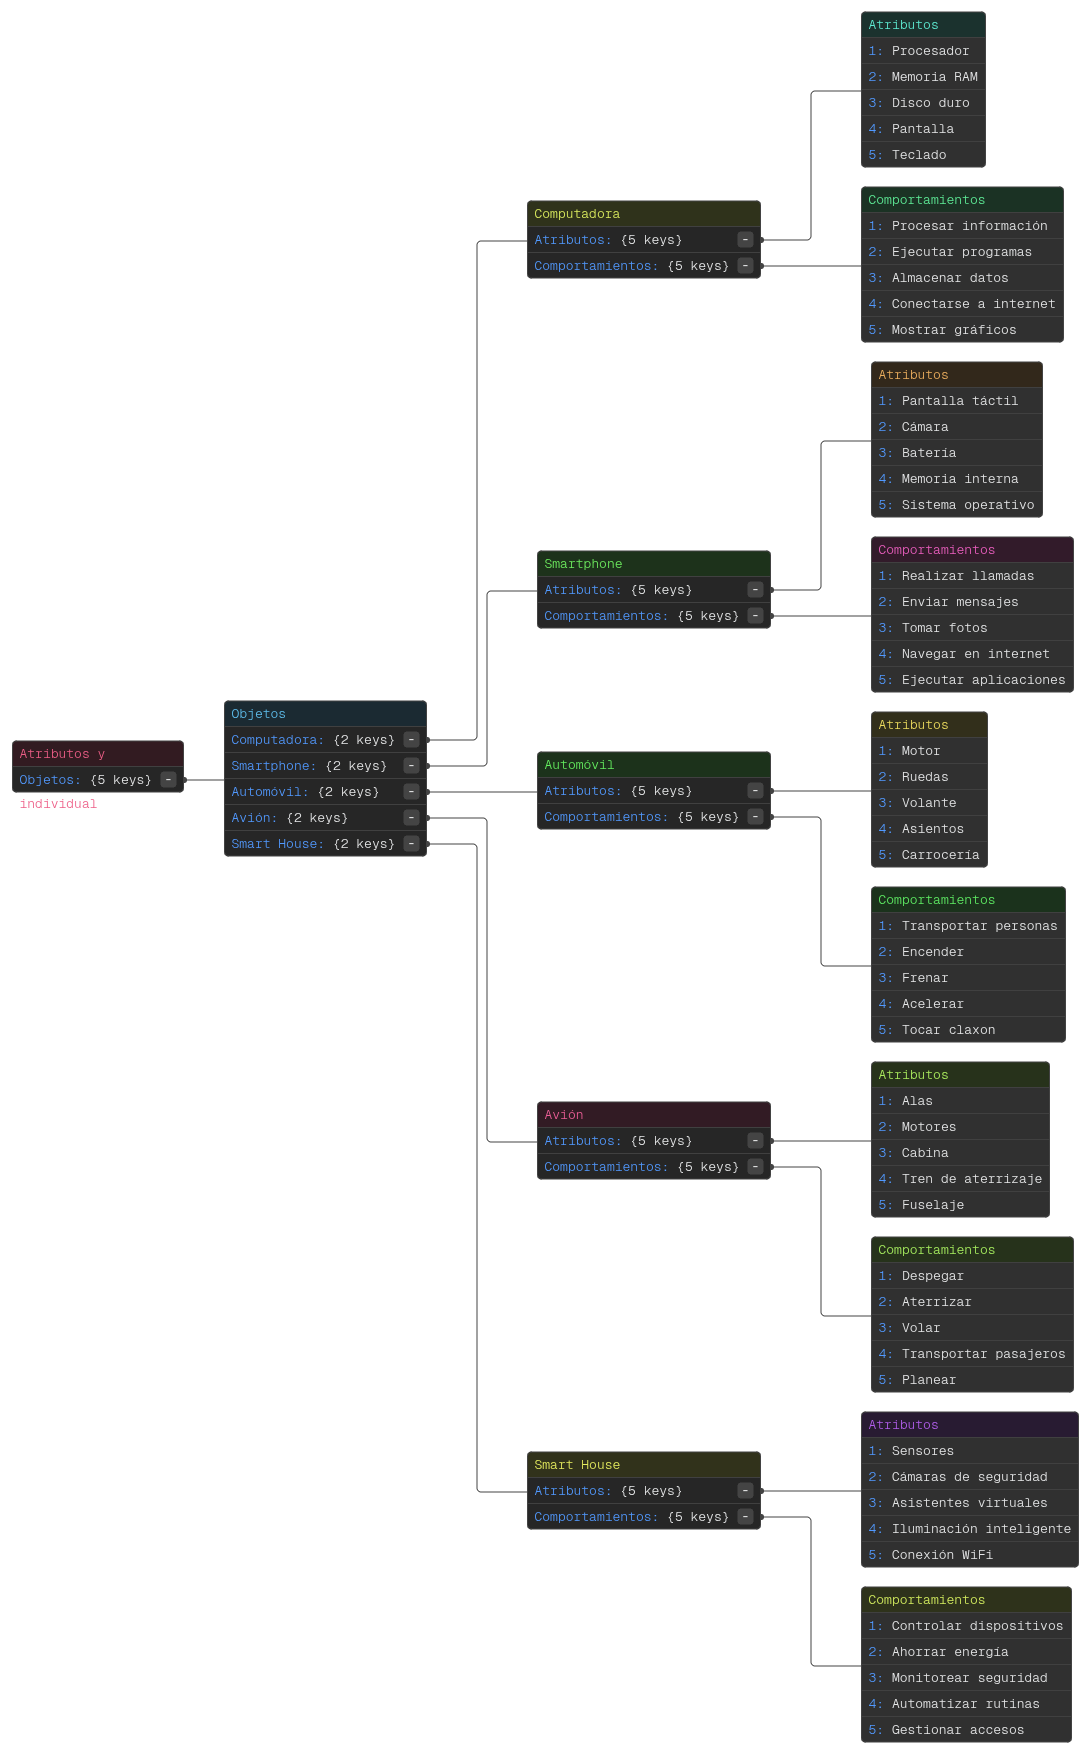 Atributos y
Objetos: {5 keys} -
individual
Objetos
Computadora: {2 keys} -
Smartphone: {2 keys} -
Automóvil: {2 keys} -
Avión: {2 keys} -
Smart House: {2 keys} -
Computadora
Atributos: {5 keys} -
Comportamientos: {5 keys} -
Atributos
1: Procesador
2: Memoria RAM
3: Disco duro
4: Pantalla
5: Teclado
Comportamientos
1: Procesar información
2: Ejecutar programas
3: Almacenar datos
4: Conectarse a internet
5: Mostrar gráficos
Smartphone
Atributos: {5 keys} -
Comportamientos: {5 keys} -
Atributos
1: Pantalla táctil
2: Cámara
3: Batería
4: Memoria interna
5: Sistema operativo
Comportamientos
1: Realizar llamadas
2: Enviar mensajes
3: Tomar fotos
4: Navegar en internet
5: Ejecutar aplicaciones
Automóvil
Atributos: {5 keys} -
Comportamientos: {5 keys} -
Atributos
1: Motor
2: Ruedas
3: Volante
4: Asientos
5: Carrocería
Comportamientos
1: Transportar personas
2: Encender
3: Frenar
4: Acelerar
5: Tocar claxon
Avión
Atributos: {5 keys} -
Comportamientos: {5 keys} -
Atributos
1: Alas
2: Motores
3: Cabina
4: Tren de aterrizaje
5: Fuselaje
Comportamientos
1: Despegar
2: Aterrizar
3: Volar
4: Transportar pasajeros
5: Planear
Smart House
Atributos: {5 keys} -
Comportamientos: {5 keys} -
Atributos
1: Sensores
2: Cámaras de seguridad
3: Asistentes virtuales
4: Iluminación inteligente
5: Conexión WiFi
Comportamientos
1: Controlar dispositivos
2: Ahorrar energía
3: Monitorear seguridad
4: Automatizar rutinas
5: Gestionar accesos